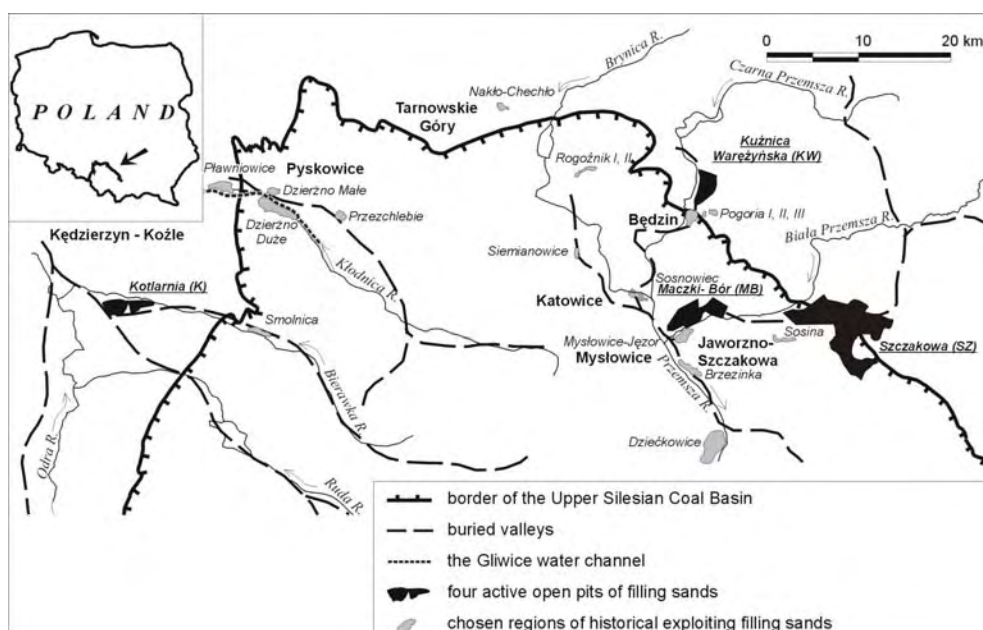 POLAND
0 10 20 km
Brynica R.
Czarna Przemsza R.
Nakło-Chechło
Tarnowskie
Góry
Kuźnica
Warężyńska (KW)
Rogoźnik I, II
Pyskowice
Pławniowice
Dzierżno Małe
Przezchlebie
Dzierżno
Duże
Będzin
Pogoria I, II, III
Biała Przemsza R.
Kędzierzyn - Koźle
Siemianowice
Kłodnica R.
Sosnowiec
Maczki- Bór (MB)
Kotlarnia (K)
Katowice
Smolnica
Mysłowice-Jęzor
Mysłowice
Jaworzno-
Szczakowa
Sosina
Szczakowa (SZ)
Brzezinka
Przemsza R.
Bierawka R.
Dziećkowice
Odra R.
Ruda R.
border of the Upper Silesian Coal Basin
buried valleys
the Gliwice water channel
four active open pits of filling sands
chosen regions of historical exploiting filling sands